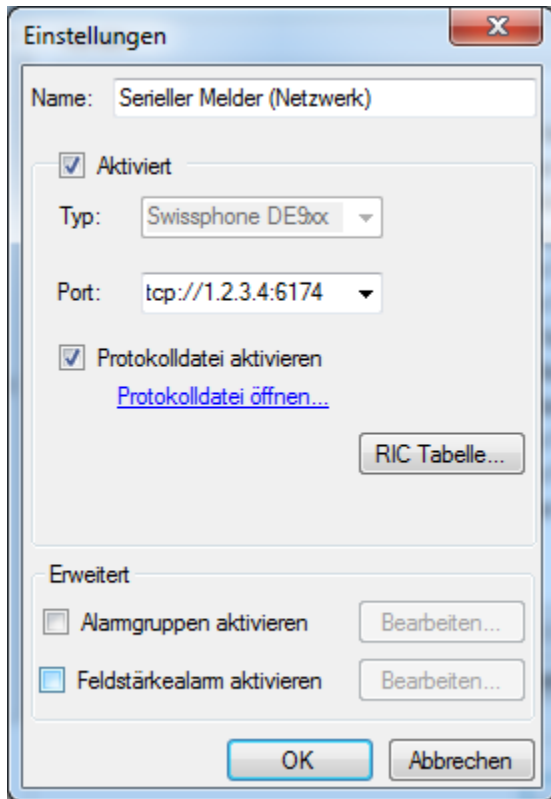 Einstellungen
Name: Serieller Melder (Netzwerk)
Aktiviert
Typ: Swissphone DE9xx
Port: tcp://1.2.3.4:6174
Protokolldatei aktivieren
Protokolldatei öffnen...
RIC Tabelle...
Erweitert
Alarmgruppen aktivieren Bearbeiten...
Feldstärkealarm aktivieren Bearbeiten...
OK Abbrechen